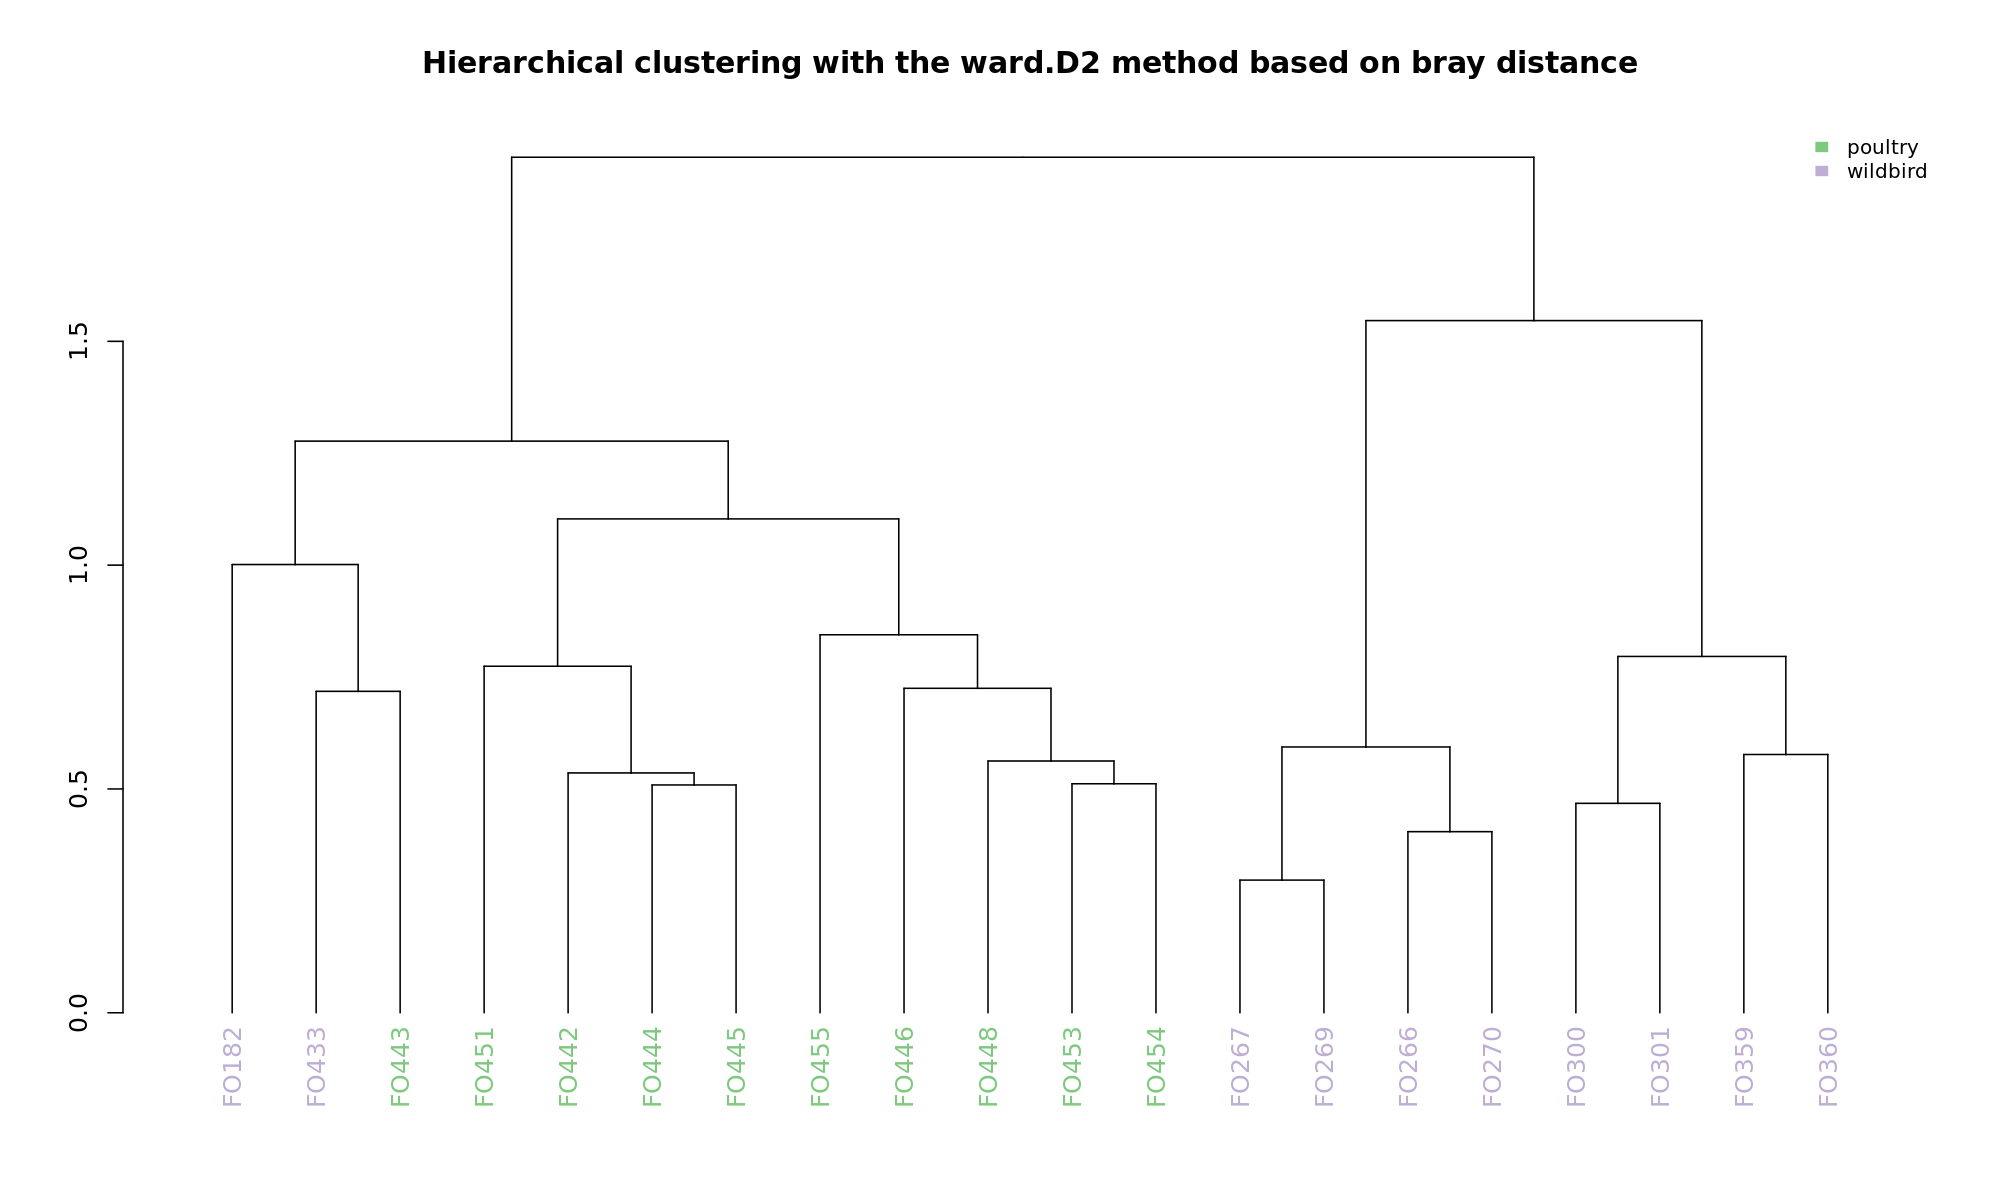 Hierarchical clustering with the ward.D2 method based on bray distance
poultry
wildbird
1.5
1.0
0.5
0.0
FO182
FO433
FO443
FO451
FO442
FO444
FO445
FO455
FO446
FO448
FO453
FO454
FO267
FO269
FO266
FO270
FO300
FO301
FO359
FO360